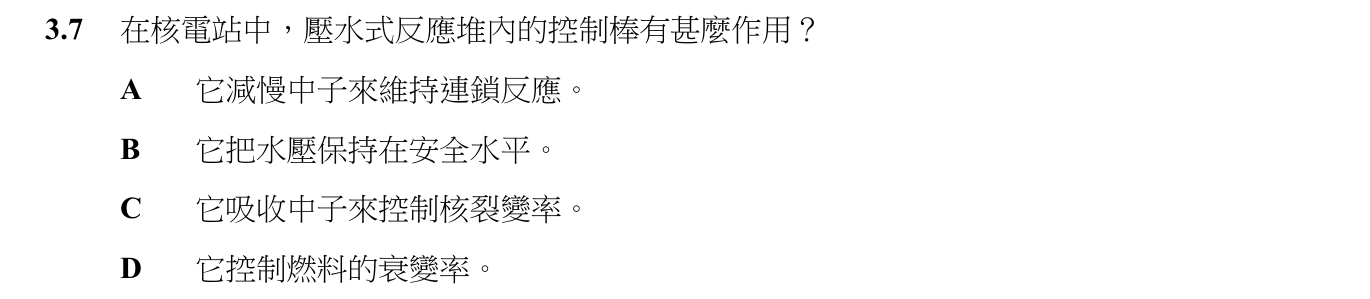 3.7 在核電站中，壓水式反應堆內的控制棒有甚麼作用？
A 它減慢中子來維持連鎖反應。
B 它把水壓保持在安全水平。
C 它吸收中子來控制核裂變率。
D 它控制燃料的衰變率。